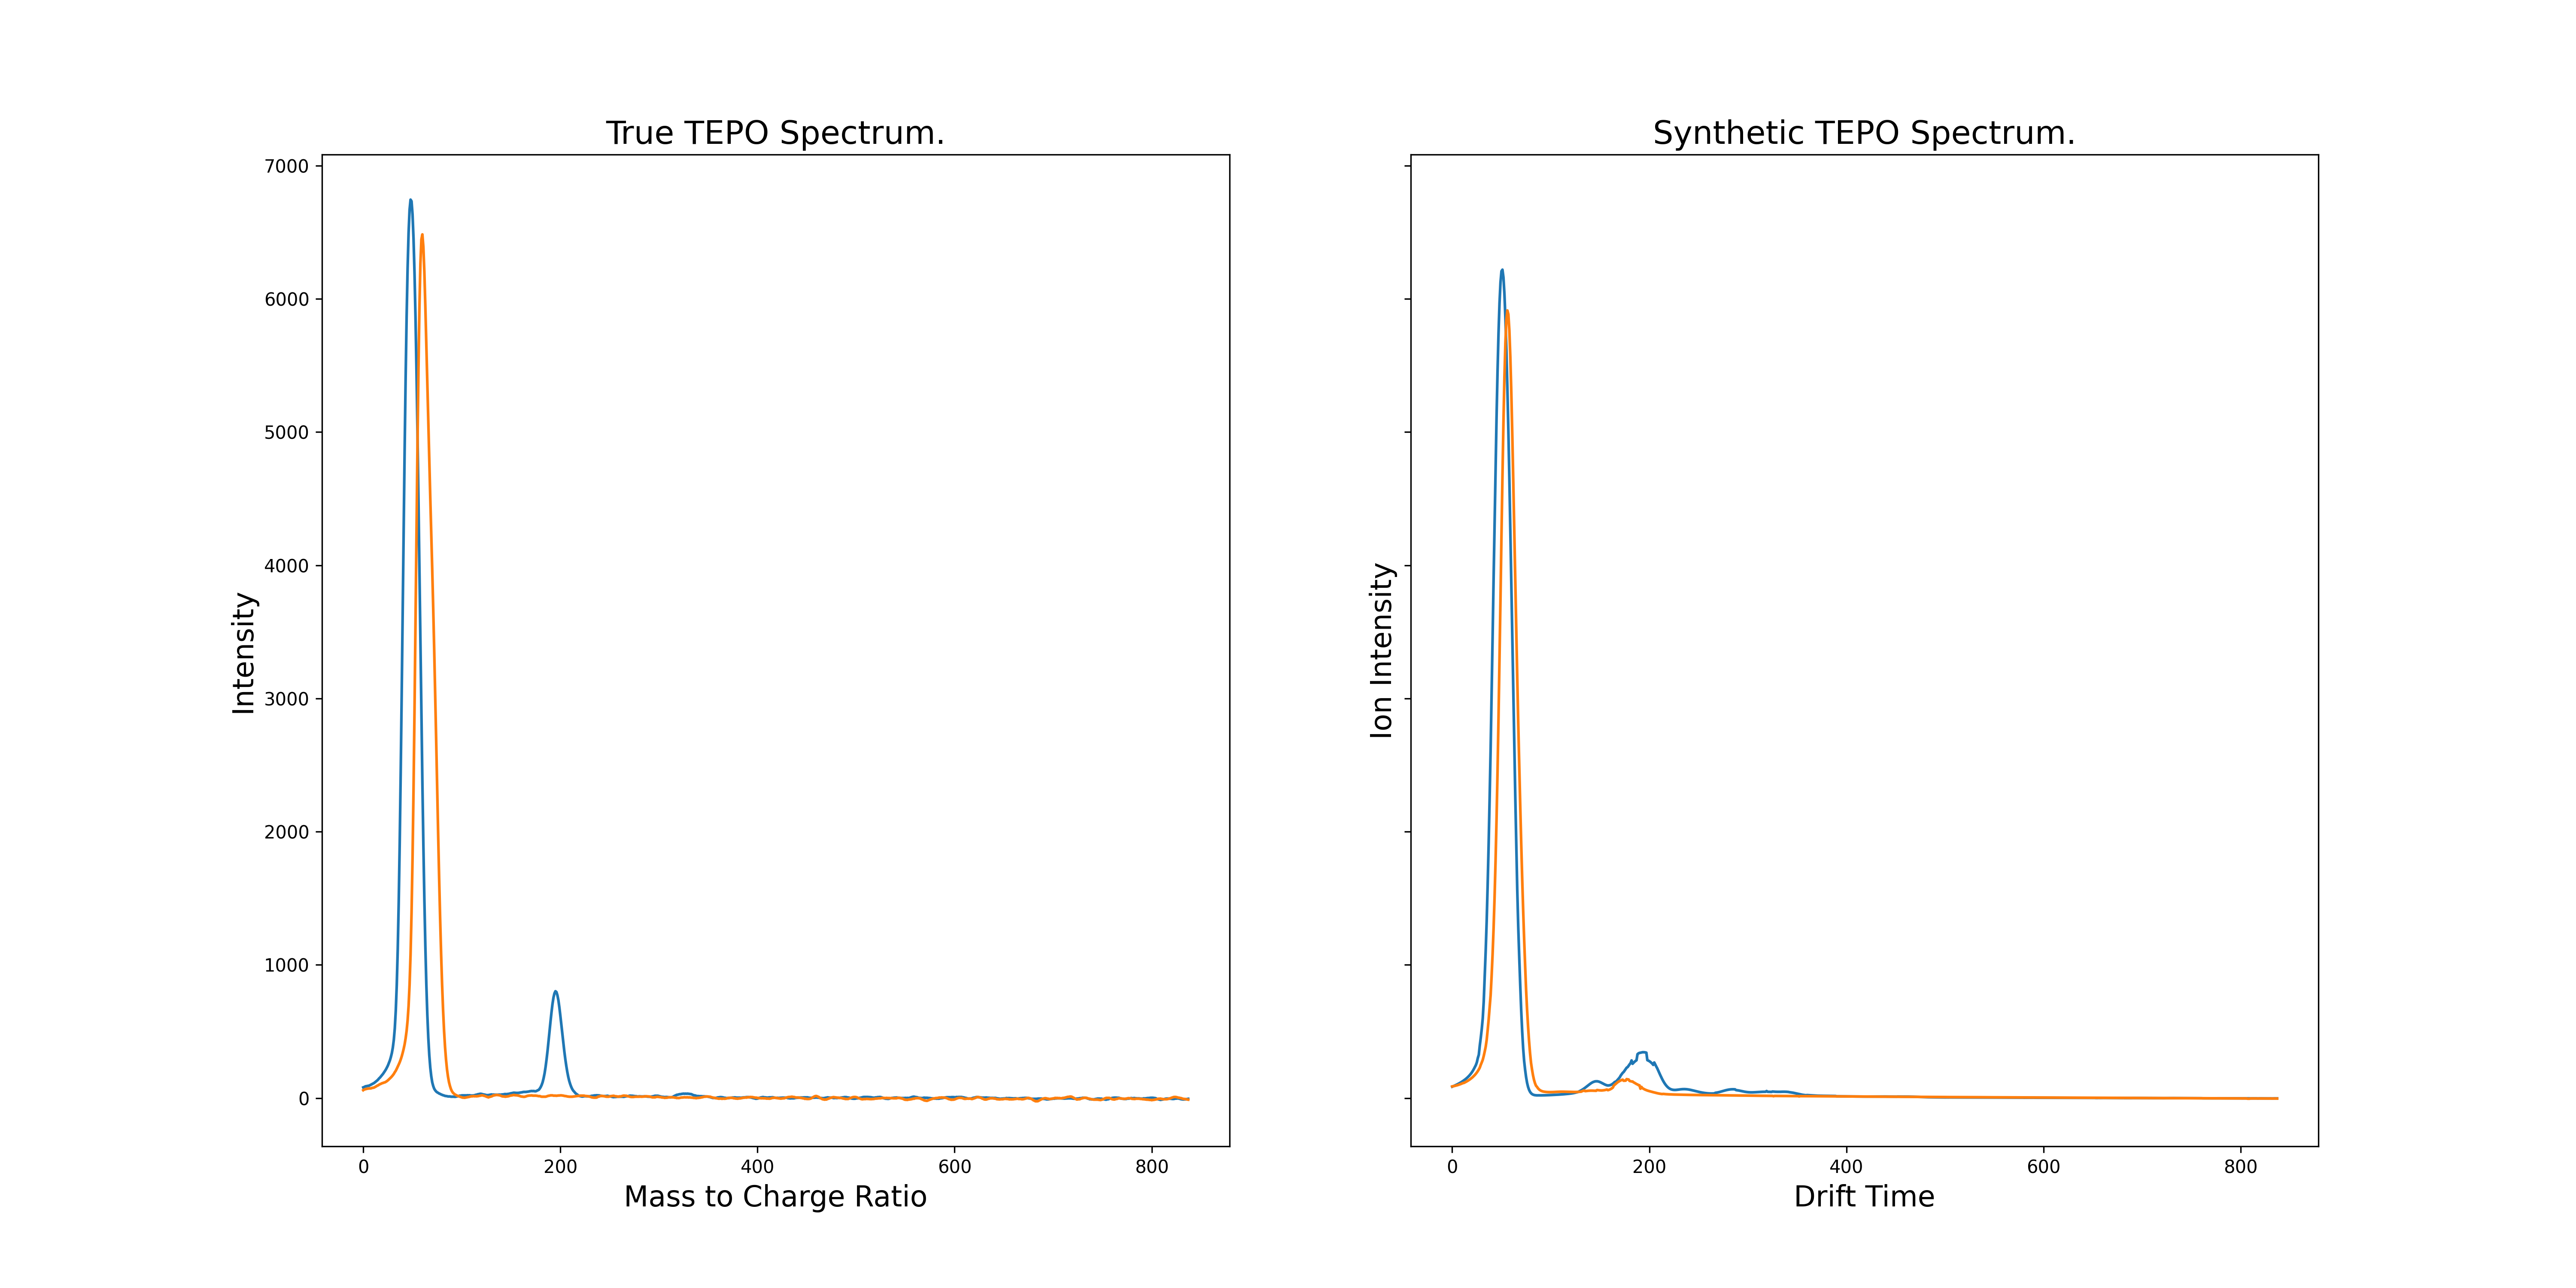 True TEPO Spectrum.
Synthetic TEPO Spectrum.
7000
6000
5000
4000
3000
2000
1000
0
Intensity
Ion Intensity
0 200 400 600 800
0 200 400 600 800
Mass to Charge Ratio
Drift Time